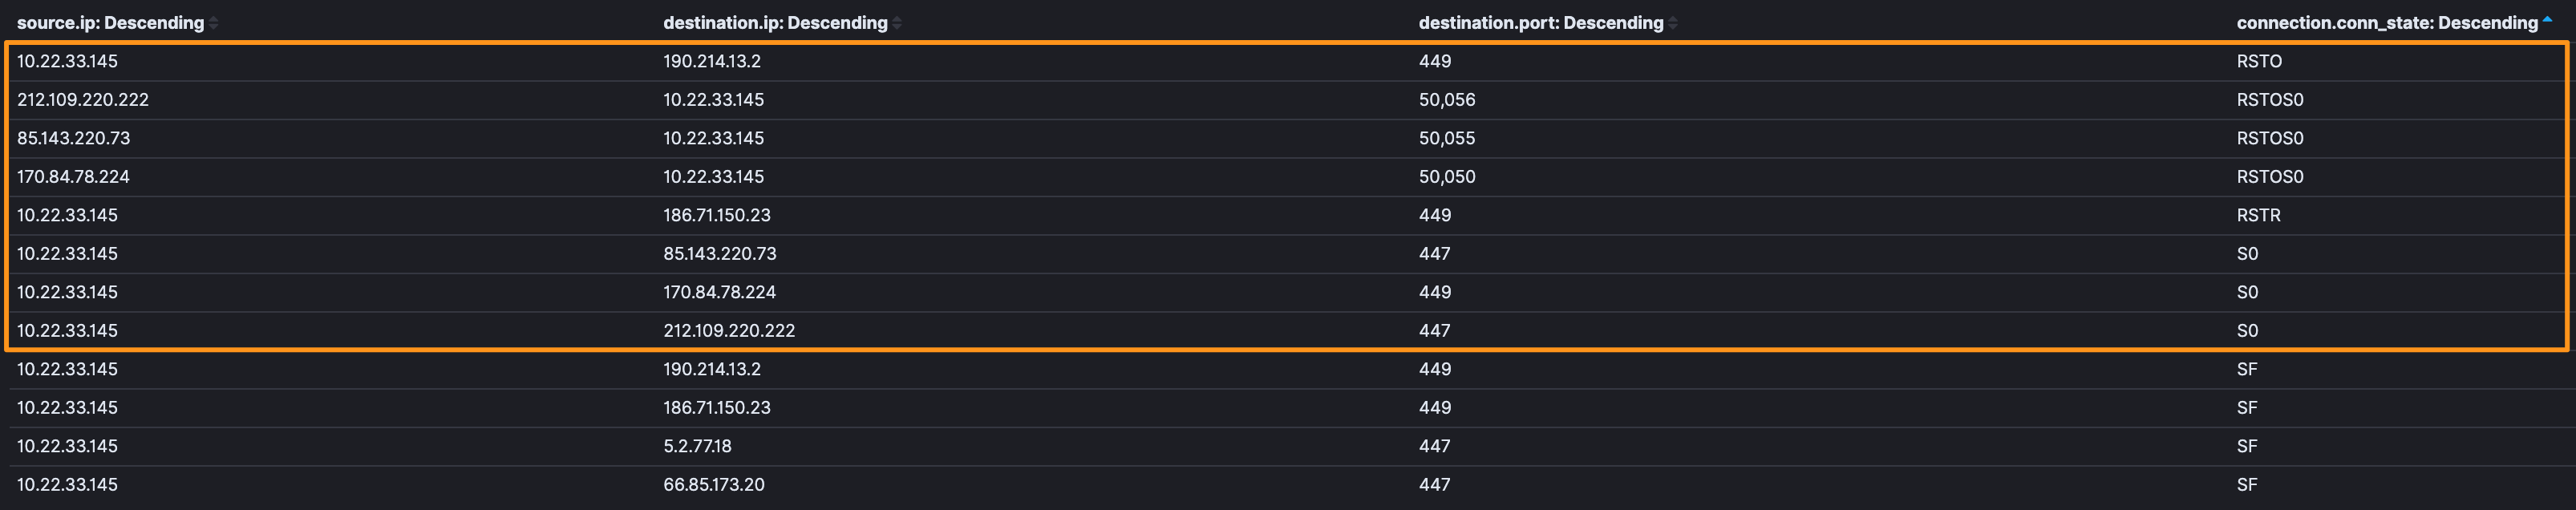 source.ip: Descending destination.ip: Descending destination.port: Descending connection.conn_state: Descending
10.22.33.145 190.214.13.2 449 RSTO
212.109.220.222 10.22.33.145 50,056 RSTOS0
85.143.220.73 10.22.33.145 50,055 RSTOS0
170.84.78.224 10.22.33.145 50,050 RSTOS0
10.22.33.145 186.71.150.23 449 RSTR
10.22.33.145 85.143.220.73 447 S0
10.22.33.145 170.84.78.224 449 S0
10.22.33.145 212.109.220.222 447 S0
10.22.33.145 190.214.13.2 449 SF
10.22.33.145 186.71.150.23 449 SF
10.22.33.145 5.2.77.18 447 SF
10.22.33.145 66.85.173.20 447 SF